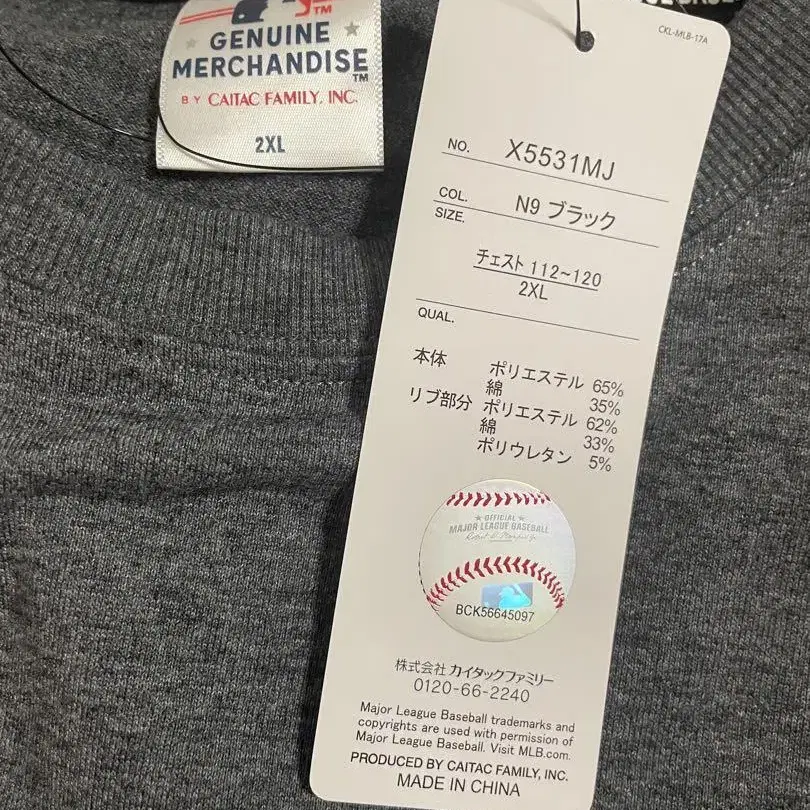 TM
GENUINE
MERCHANDISE
TM
BY CAITAC FAMILY, INC.
2XL
CKL-MLB-17A
NO. X5531MJ
COL. N9 ブラック
SIZE.
チェスト 112~120
2XL
QUAL.
本体 ポリエステル 65%
綿 35%
リブ部分 ポリエステル 62%
綿 33%
ポリウレタン 5%
OFFICIAL
MAJOR LEAGUE BASEBALL
BCK56645097
株式会社 カイタックファミリー
0120-66-2240
Major League Baseball trademarks and
copyrights are used with permission of
Major League Baseball. Visit MLB.com.
PRODUCED BY CAITAC FAMILY, INC.
MADE IN CHINA